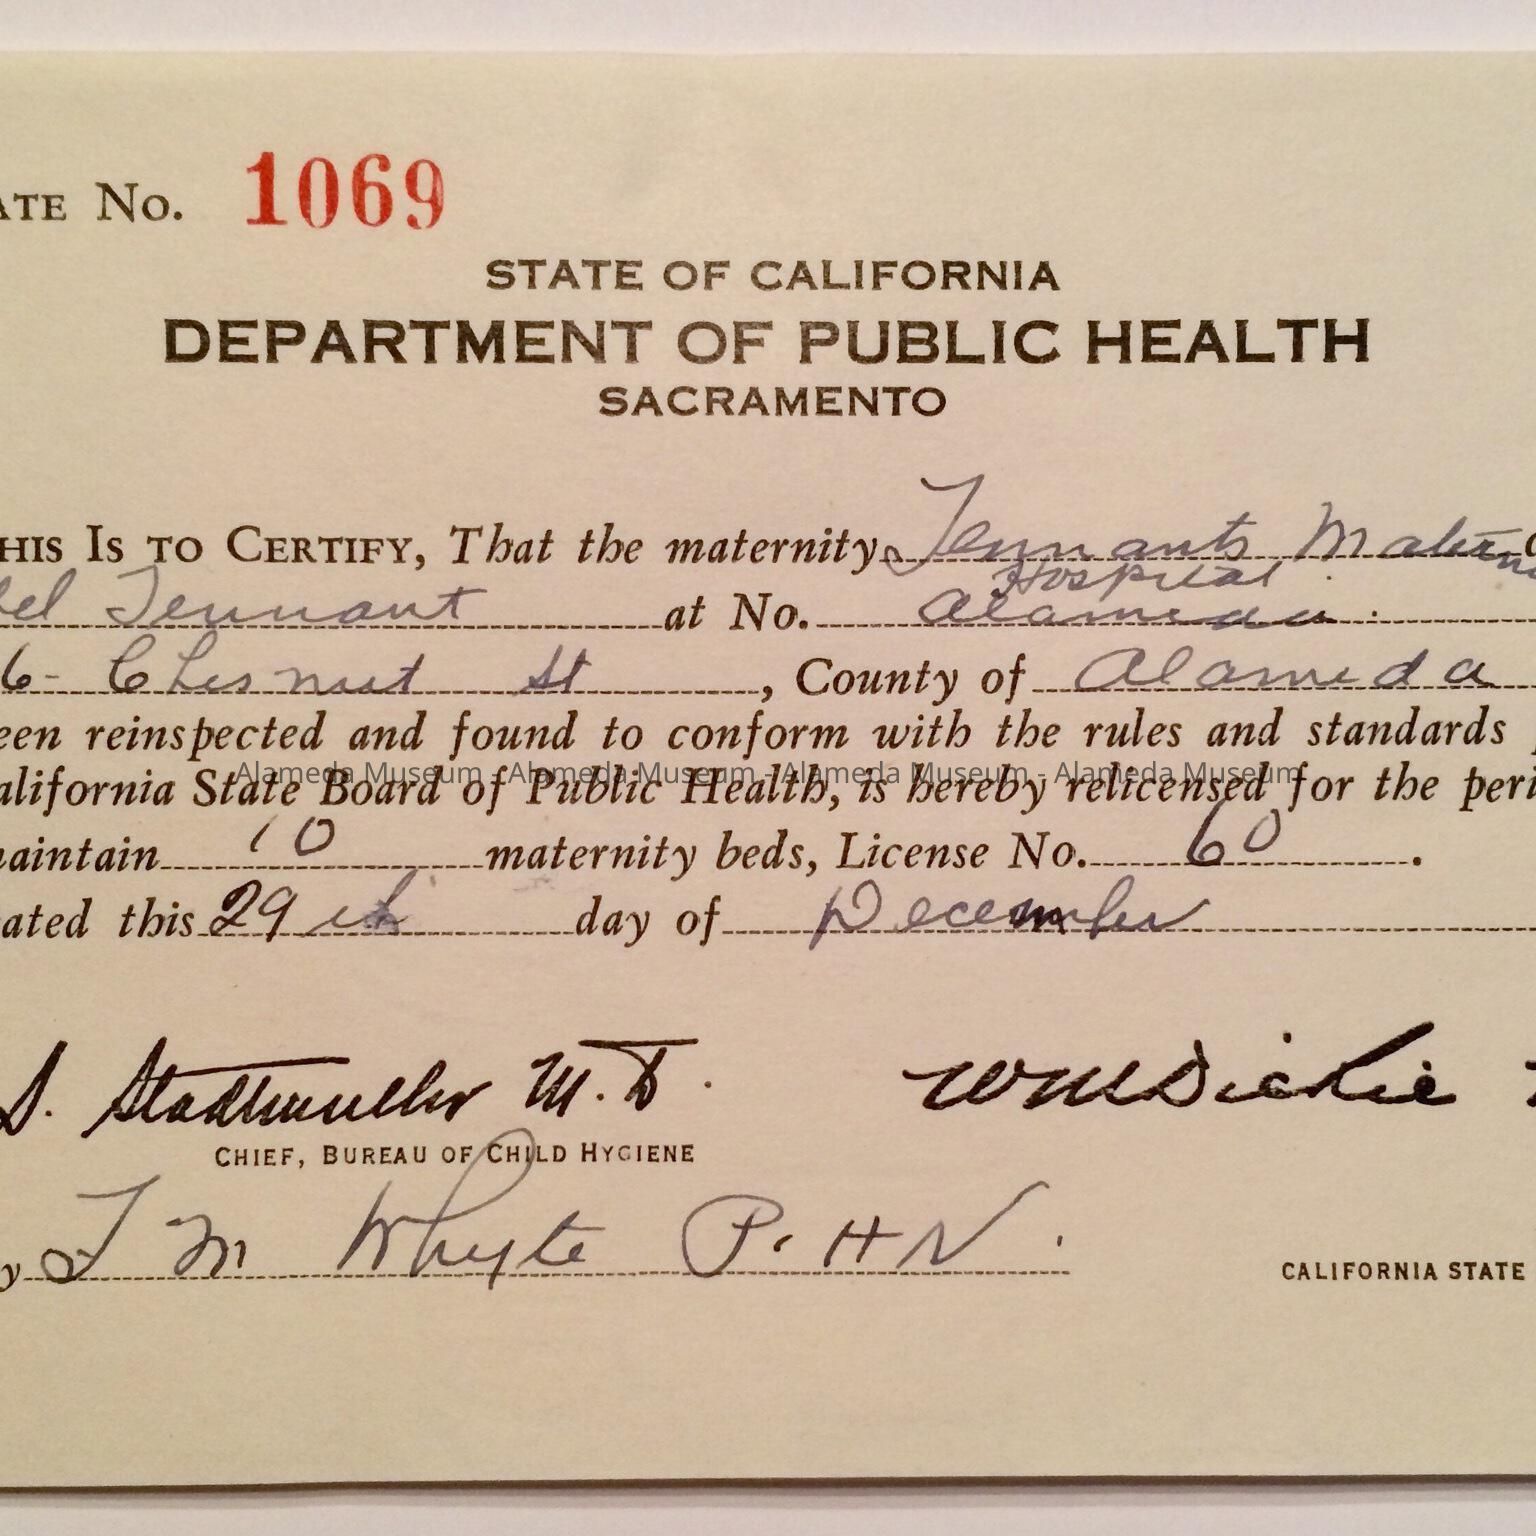 ATE No. 1069
STATE OF CALIFORNIA
DEPARTMENT OF PUBLIC HEALTH
SACRAMENTO
HIS IS TO CERTIFY, That the maternity Tennants Matern
Hospital
el Tennant at No. Alameda.
6- Chesnut St, County of Alameda
een reinspected and found to conform with the rules and standards
Alameda Museum - Alameda Museum - Alameda Museum - Alameda Museum
alifornia State Board of Public Health, is hereby relicensed for the peri
aintain 10 maternity beds, License No. 60.
ated this 29th day of December
S. Stadtmuller M.D.
WM Dickie
CHIEF, BUREAU OF CHILD HYGIENE
y T M Whyte P. H N.
CALIFORNIA STATE